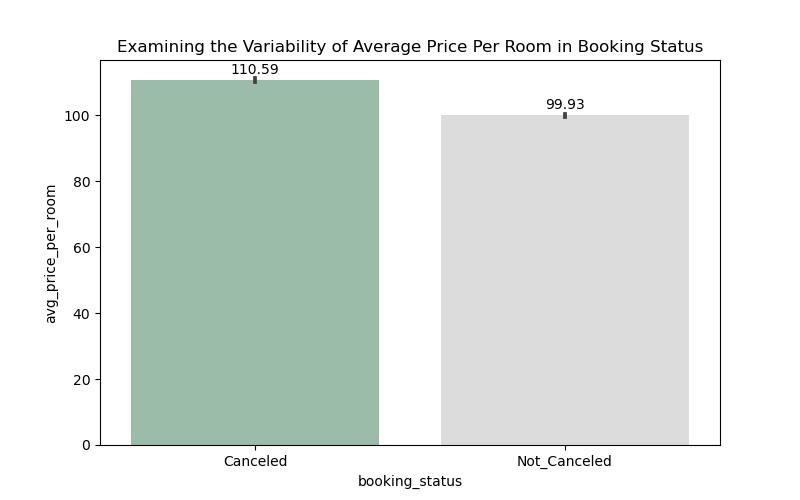 Examining the Variability of Average Price Per Room in Booking Status
110.59
99.93
100
80
60
40
20
0
avg_price_per_room
Canceled
Not_Canceled
booking_status